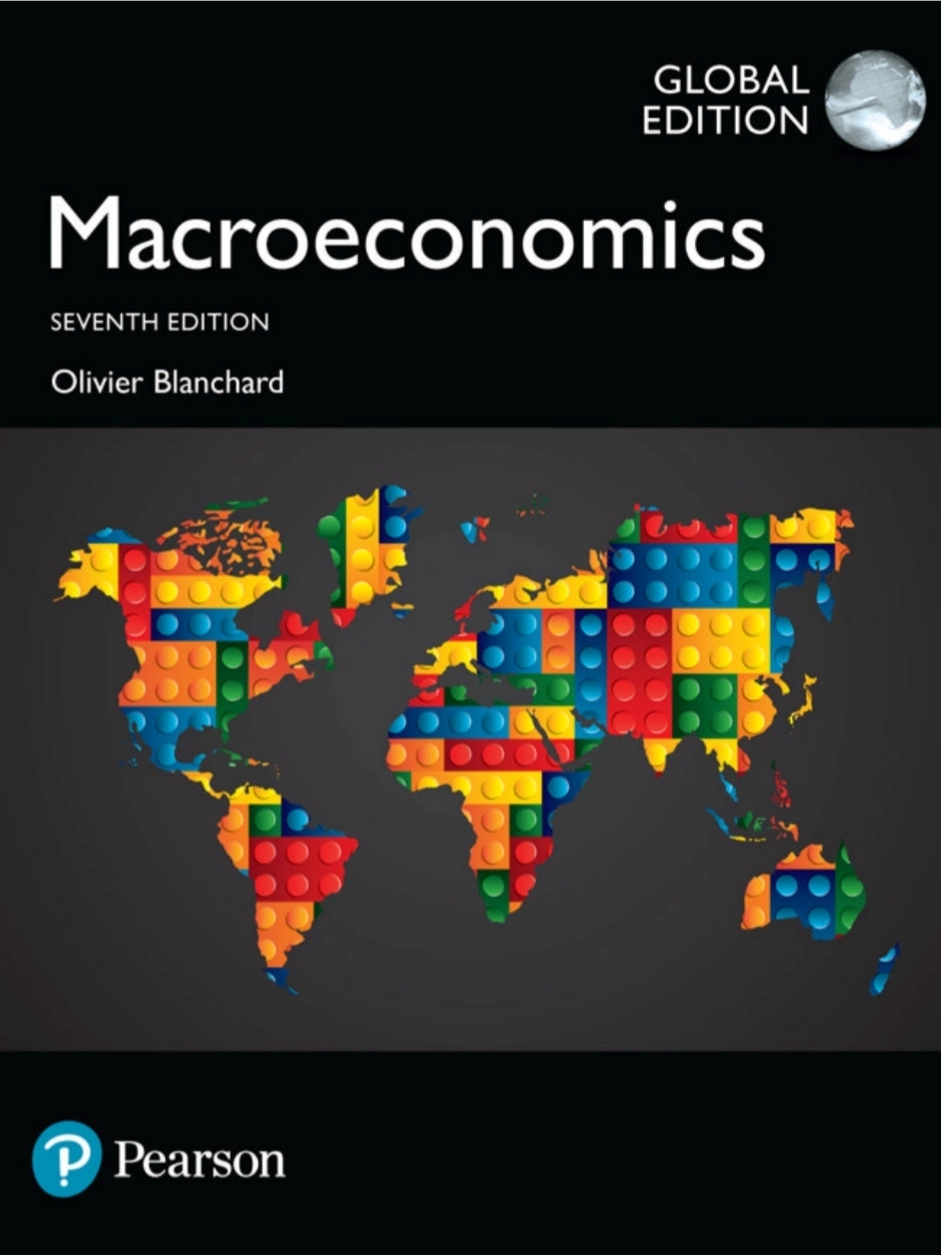 GLOBAL
EDITION
Macroeconomics
SEVENTH EDITION
Olivier Blanchard
Pearson